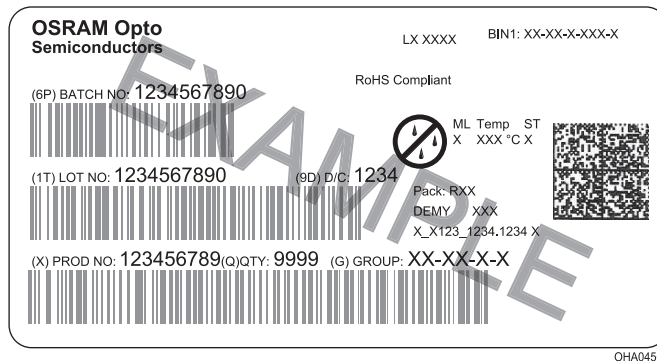 OSRAM Opto
Semiconductors
LX XXXX
BIN1: XX-XX-X-XXX-X
RoHS Compliant
(6P) BATCH NO: 1234567890
ML Temp ST
X XXX °C X
(1T) LOT NO: 1234567890 (9D) D/C: 1234
Pack: RXX
DEMY XXX
X_X123_1234.1234 X
(X) PROD NO: 123456789(Q)QTY: 9999 (G) GROUP: XX-XX-X-X
EXAMPLE
OHA045